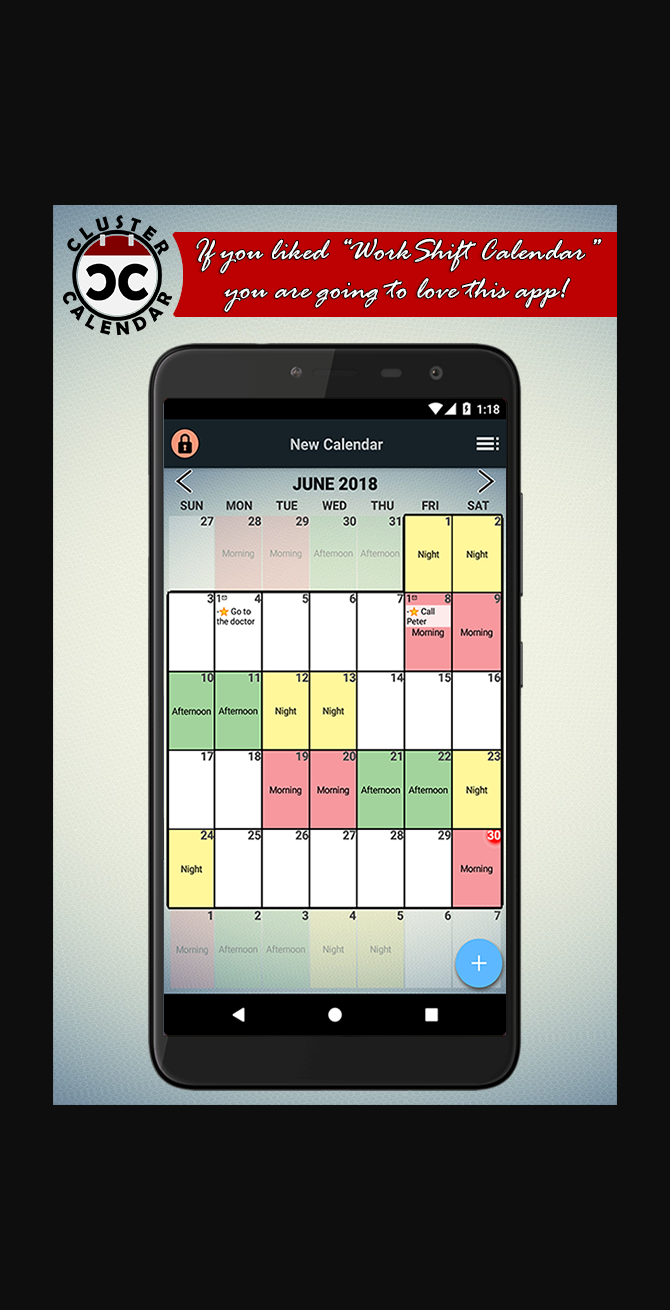 CLUSTER
CALENDAR
If you liked “Work Shift Calendar”
you are going to love this app!
1:18
New Calendar
JUNE 2018
SUN MON TUE WED THU FRI SAT
27 28 29 30 31 1 2
Morning Morning Afternoon Afternoon Night Night
3 1 4 5 6 7 1 8 9
Go to the doctor
Call Peter
Morning Morning
10 11 12 13 14 15 16
Afternoon Afternoon Night Night
17 18 19 20 21 22 23
Morning Morning Afternoon Afternoon Night
24 25 26 27 28 29 30
Night Morning
1 2 3 4 5 6 7
Morning Afternoon Afternoon Night Night
+